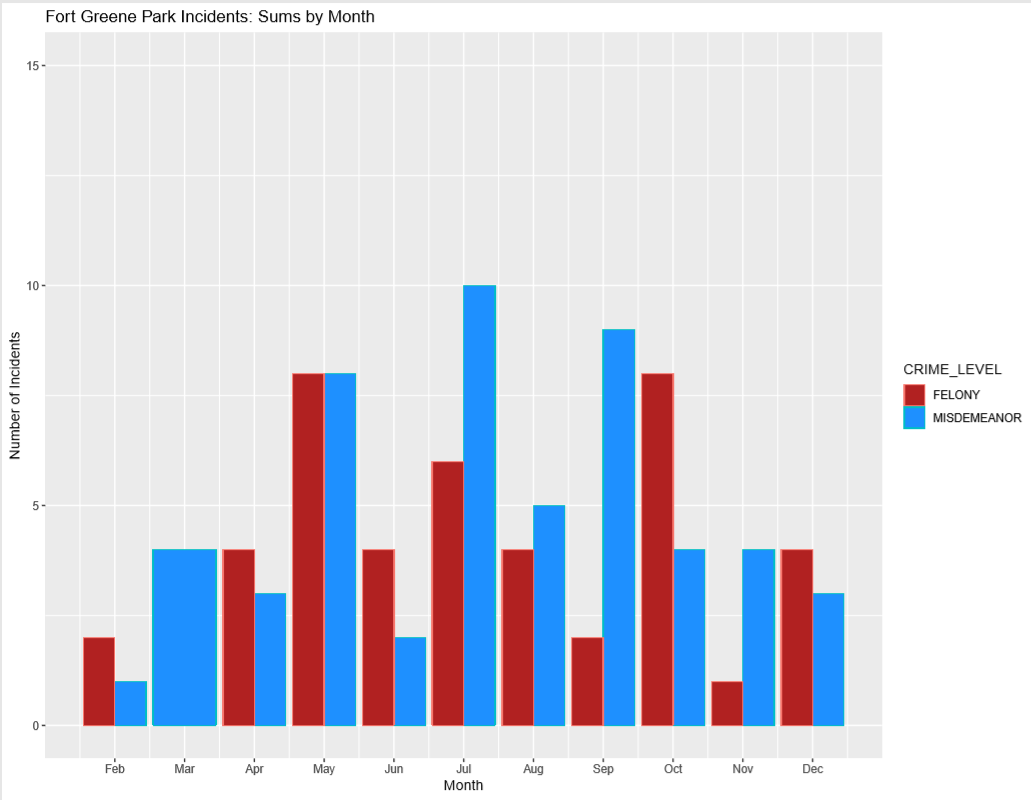 Fort Greene Park Incidents: Sums by Month
15
10
5
0
Number of Incidents
Feb Mar Apr May Jun Jul Aug Sep Oct Nov Dec
Month
CRIME_LEVEL
FELONY
MISDEMEANOR